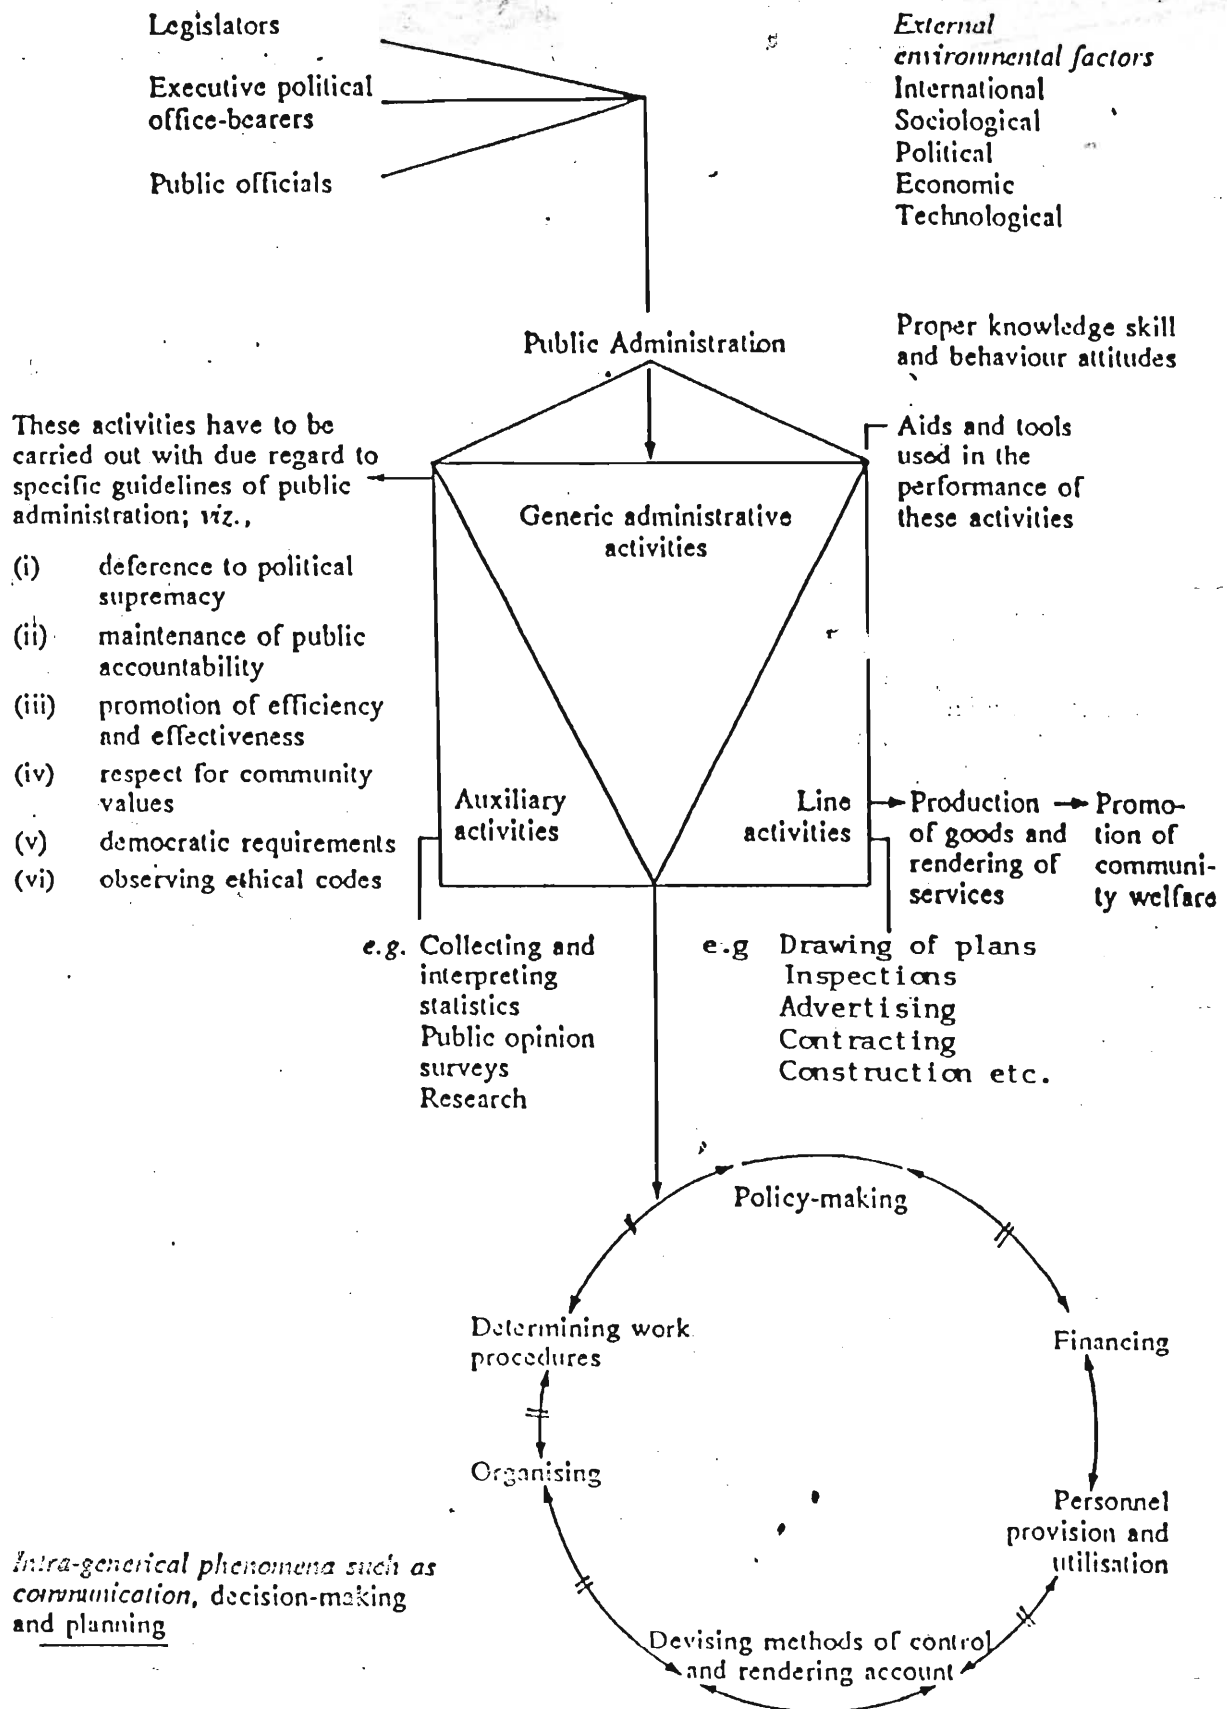 Legislators
Executive political
office-bearers
Public officials
External
environmental factors
International
Sociological
Political
Economic
Technological
Public Administration
Proper knowledge skill
and behaviour attitudes
These activities have to be
carried out with due regard to
specific guidelines of public
administration; viz.,
(i) deference to political
supremacy
(ii) maintenance of public
accountability
(iii) promotion of efficiency
and effectiveness
(iv) respect for community
values
(v) democratic requirements
(vi) observing ethical codes
Aids and tools
used in the
performance of
these activities
Generic administrative
activities
Auxiliary
activities
Line
activities
Production
of goods and
rendering of
services
Promo-
tion of
communi-
ty welfare
e.g. Collecting and
interpreting
statistics
Public opinion
surveys
Research
e.g Drawing of plans
Inspections
Advertising
Contracting
Construction etc.
Policy-making
Determining work
procedures
Financing
Organising
Personnel
provision and
utilisation
Intra-generical phenomena such as
communication, decision-making
and planning
Devising methods of control
and rendering account